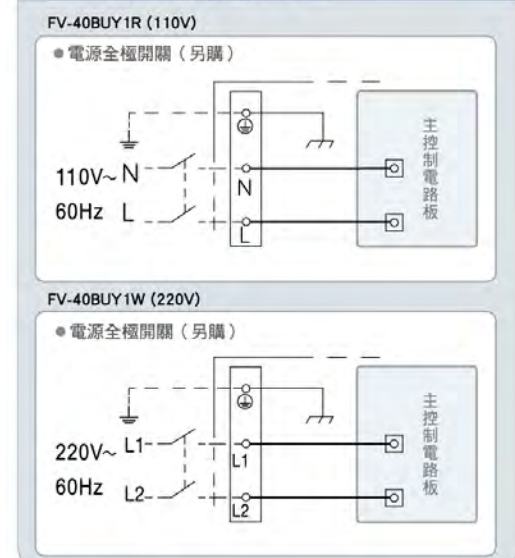 FV-40BUY1R (110V)
●電源全極開關（另購）
110V~ N
60Hz L
N
L
主控制電路板
FV-40BUY1W (220V)
●電源全極開關（另購）
220V~ L1
60Hz L2
L1
L2
主控制電路板